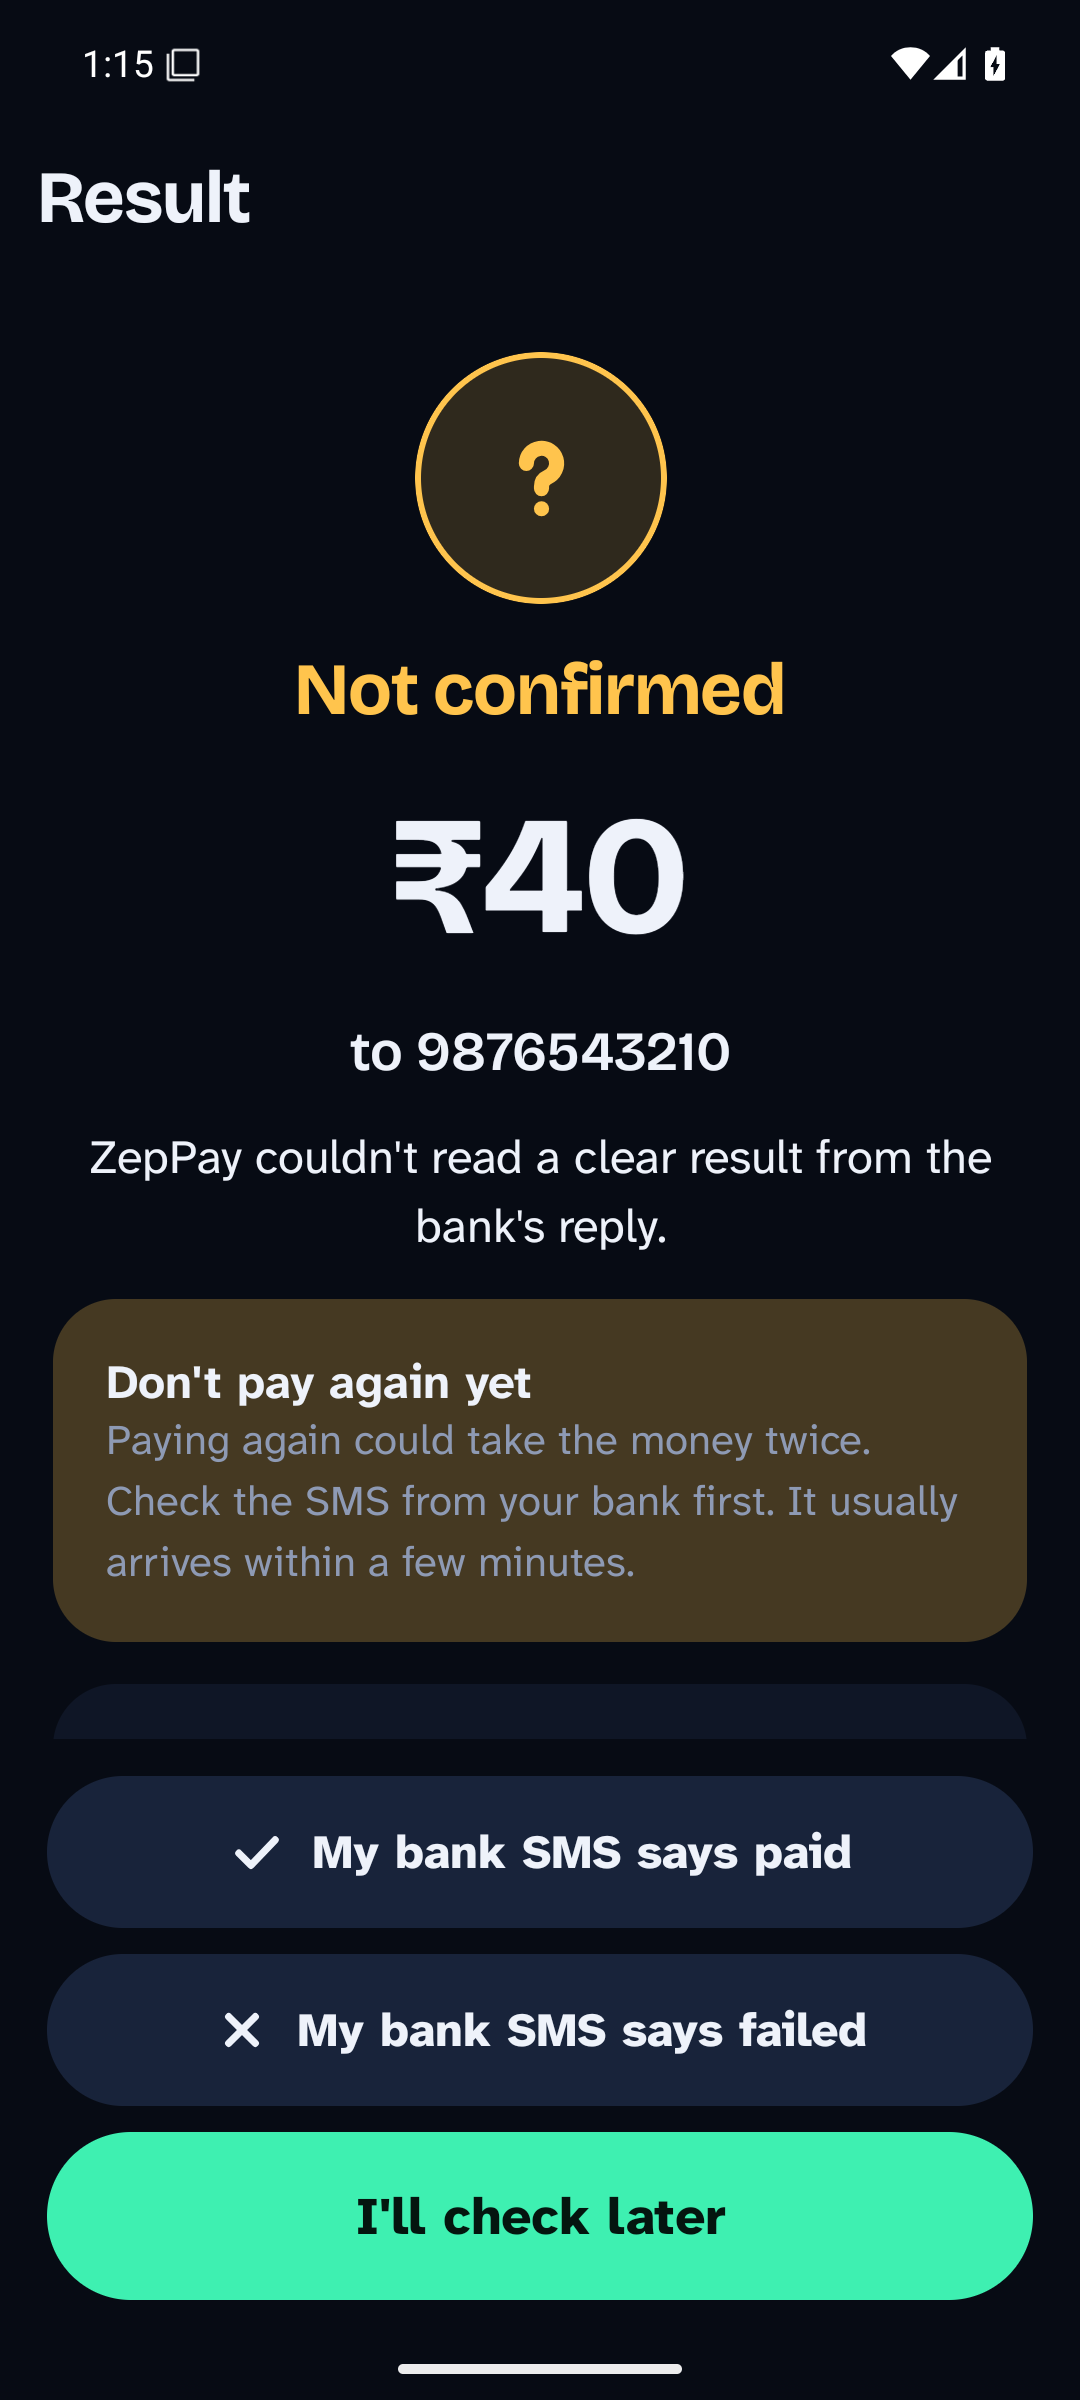 1:15
Result
?
Not confirmed
₹40
to 9876543210
ZepPay couldn't read a clear result from the
bank's reply.
Don't pay again yet
Paying again could take the money twice.
Check the SMS from your bank first. It usually
arrives within a few minutes.
My bank SMS says paid
My bank SMS says failed
I'll check later